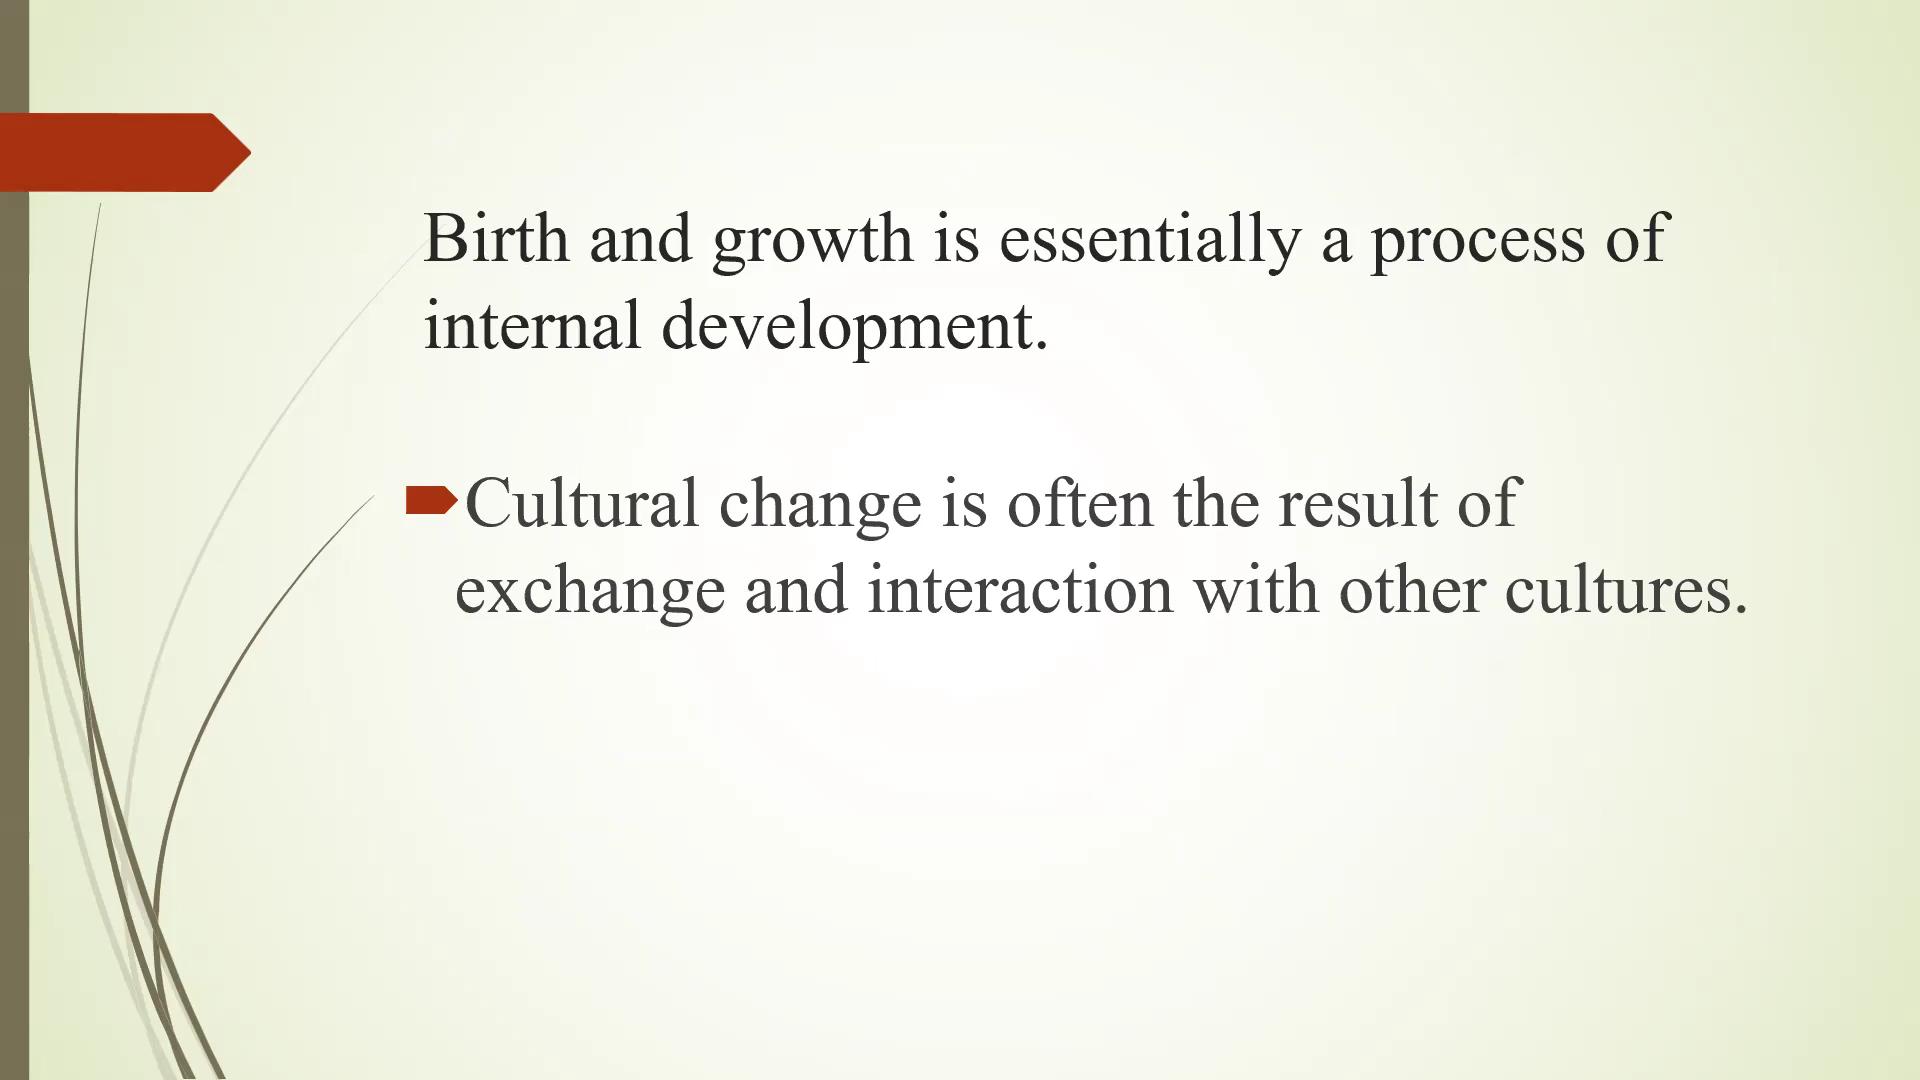 Birth and growth is essentially a process of
internal development.
Cultural change is often the result of
exchange and interaction with other cultures.